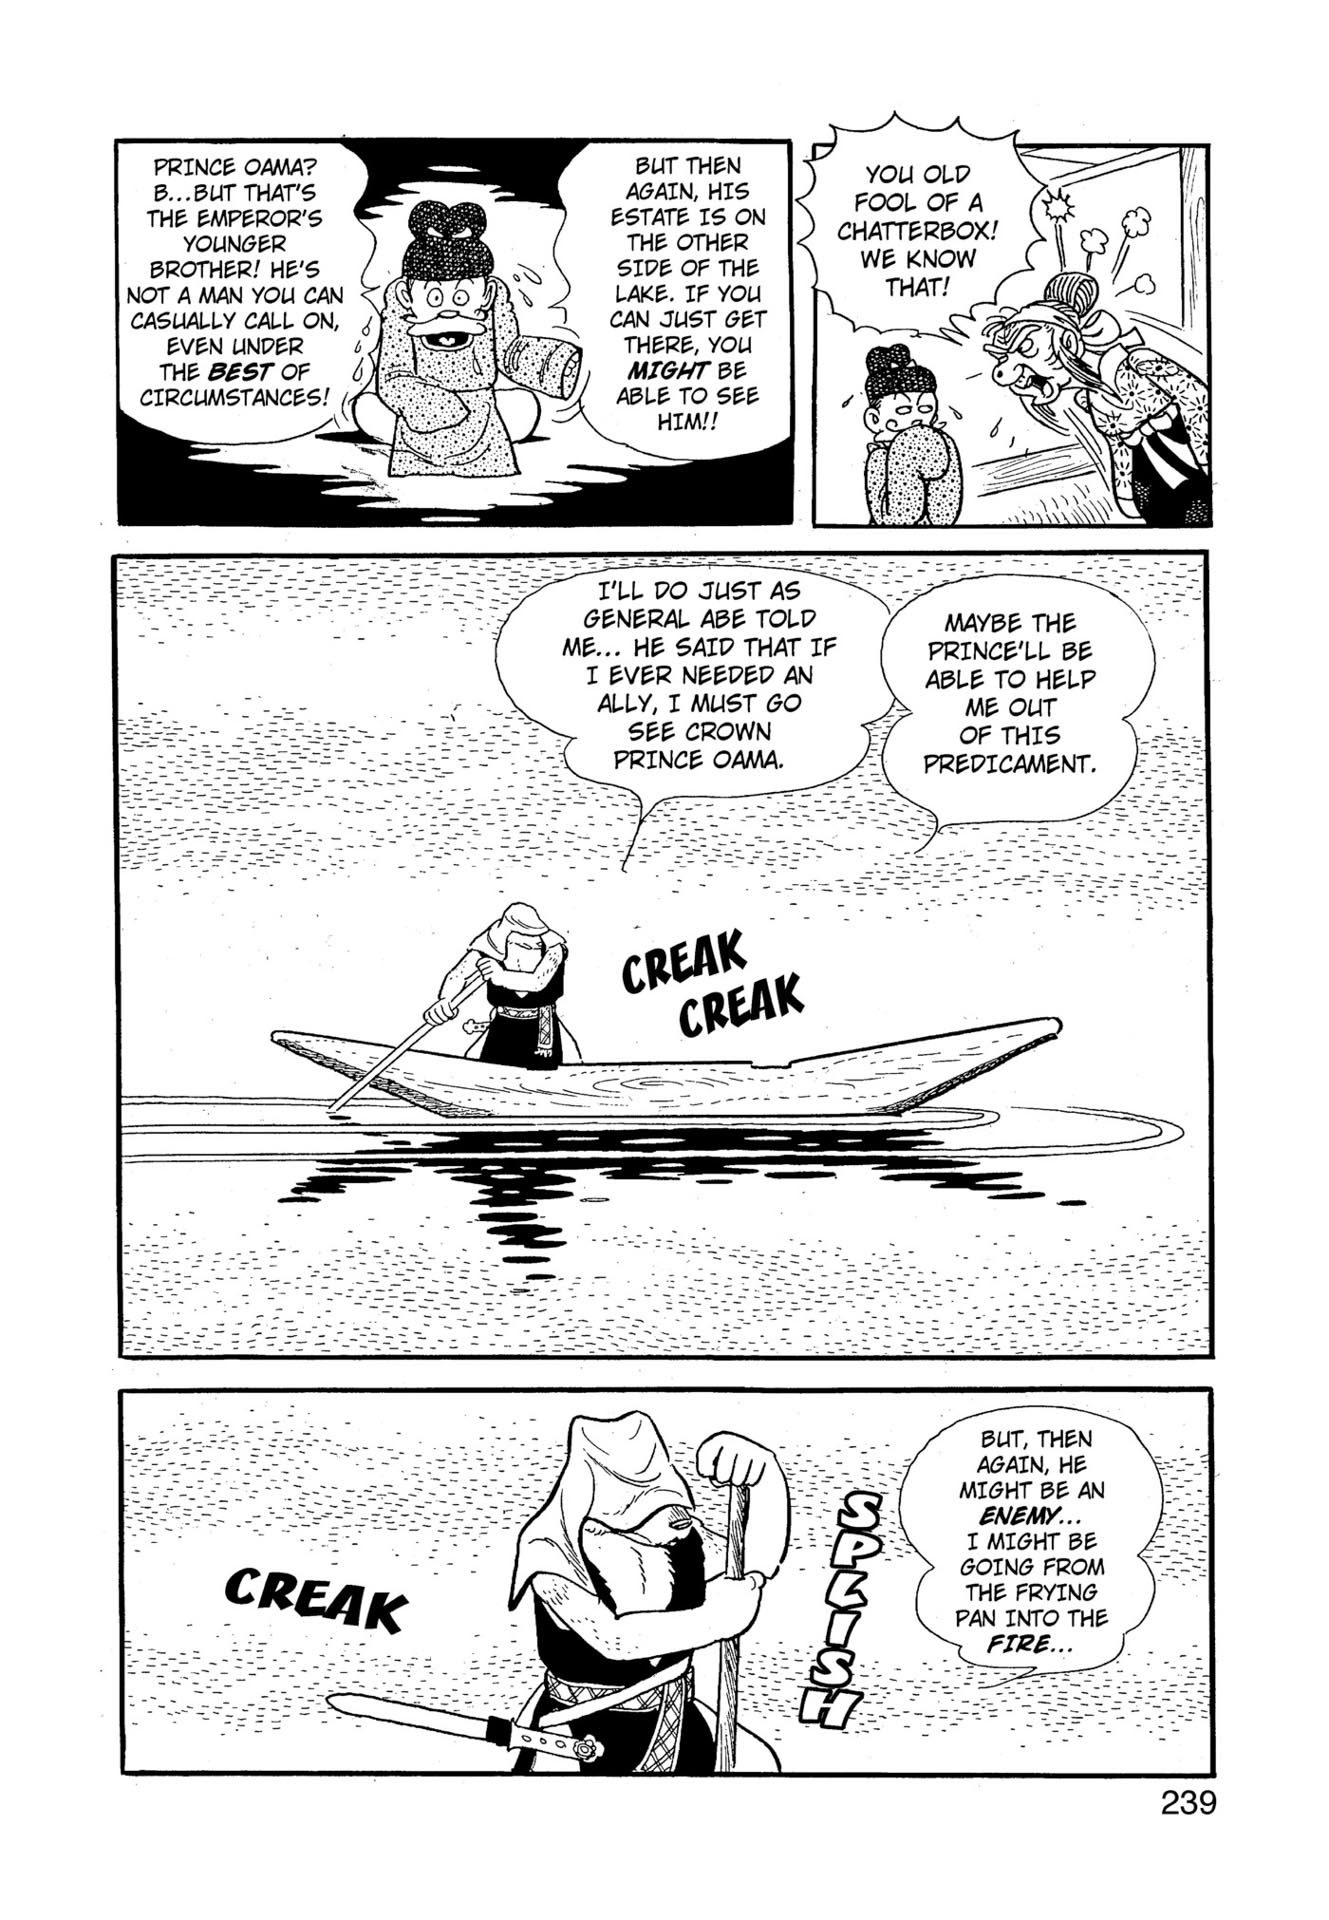 PRINCE OAMA?
B...BUT THAT'S
THE EMPEROR'S
YOUNGER
BROTHER! HE'S
NOT A MAN YOU CAN
CASUALLY CALL ON,
EVEN UNDER
THE BEST OF
CIRCUMSTANCES!
BUT THEN
AGAIN, HIS
ESTATE IS ON
THE OTHER
SIDE OF THE
LAKE. IF YOU
CAN JUST GET
THERE, YOU
MIGHT BE
ABLE TO SEE
HIM!!
YOU OLD
FOOL OF A
CHATTERBOX!
WE KNOW
THAT!
I'LL DO JUST AS
GENERAL ABE TOLD
ME... HE SAID THAT IF
I EVER NEEDED AN
ALLY, I MUST GO
SEE CROWN
PRINCE OAMA.
MAYBE THE
PRINCE'LL BE
ABLE TO HELP
ME OUT
OF THIS
PREDICAMENT.
CREAK
CREAK
CREAK
SPLISH
BUT, THEN
AGAIN, HE
MIGHT BE AN
ENEMY...
I MIGHT BE
GOING FROM
THE FRYING
PAN INTO THE
FIRE...
239